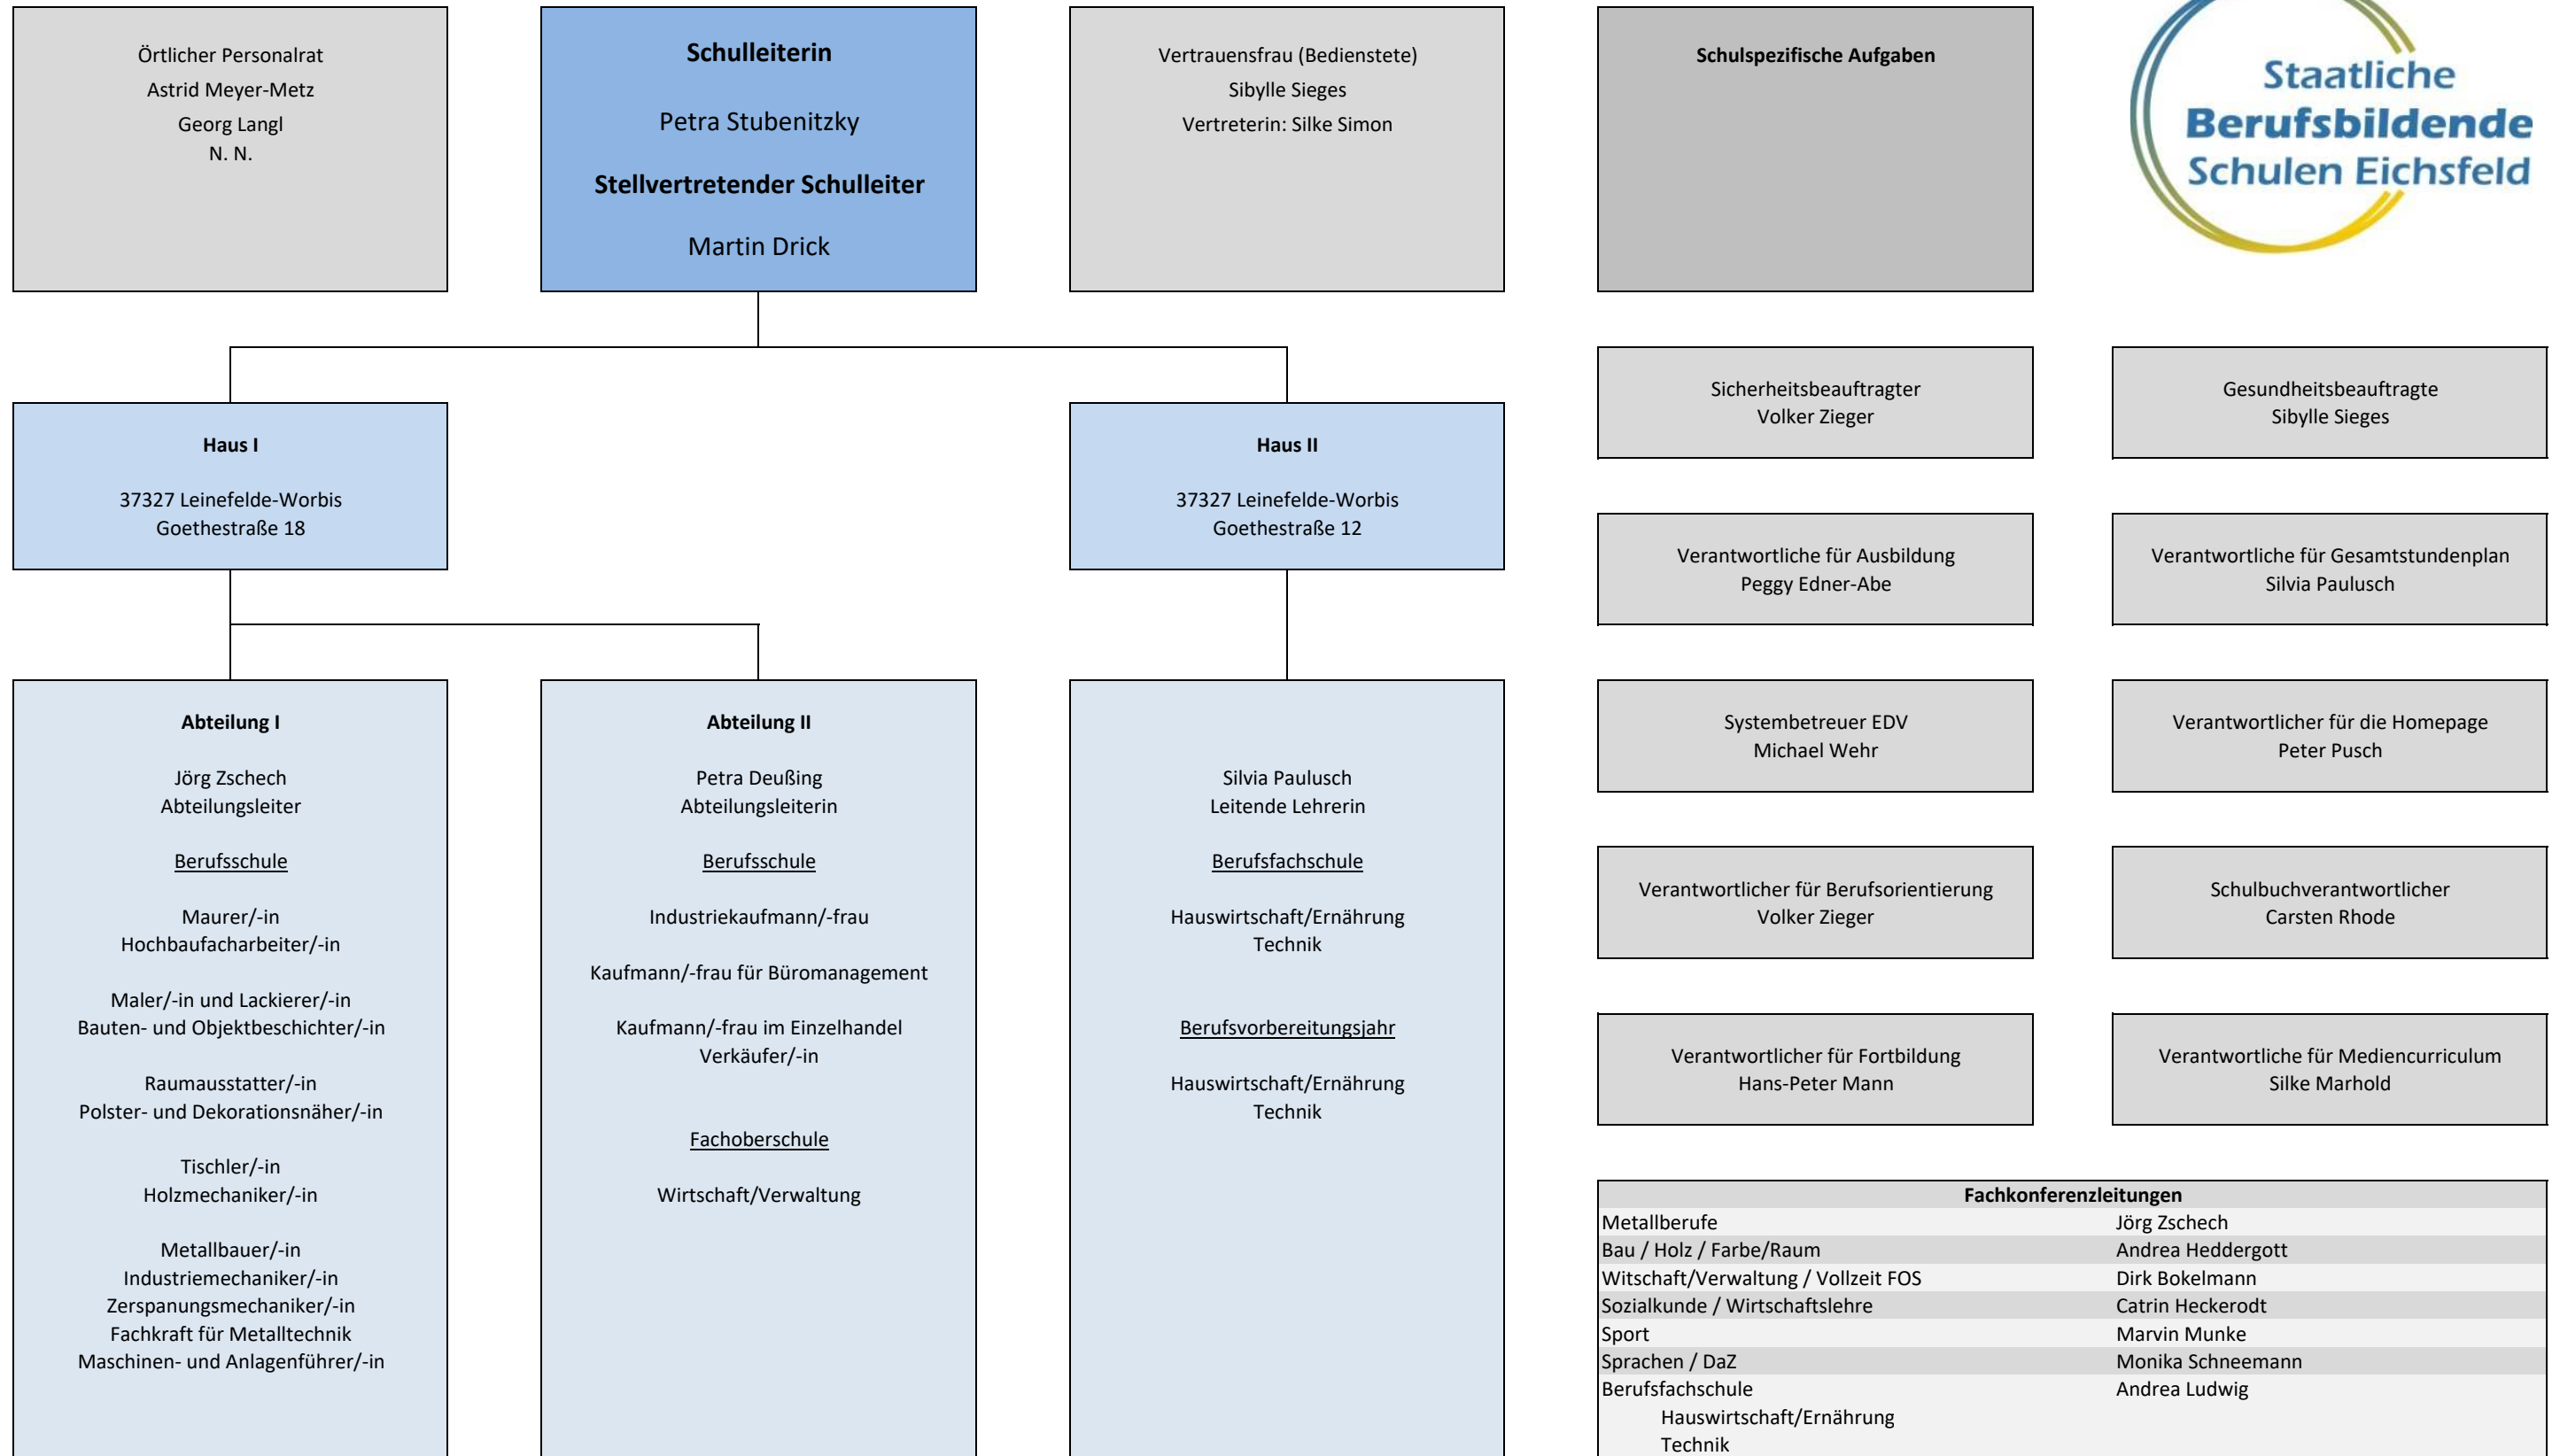 Örtlicher Personalrat
Astrid Meyer-Metz
Georg Langl
N. N.
Schulleiterin
Petra Stubenitzky
Stellvertretender Schulleiter
Martin Drick
Vertrauensfrau (Bedienstete)
Sibylle Sieges
Vertreterin: Silke Simon
Schulspezifische Aufgaben
Staatliche
Berufsbildende
Schulen Eichsfeld
Haus I
37327 Leinefelde-Worbis
Goethestraße 18
Haus II
37327 Leinefelde-Worbis
Goethestraße 12
Sicherheitsbeauftragter
Volker Zieger
Gesundheitsbeauftragte
Sibylle Sieges
Verantwortliche für Ausbildung
Peggy Edner-Abe
Verantwortliche für Gesamtstundenplan
Silvia Paulusch
Abteilung I
Jörg Zschech
Abteilungsleiter
Berufsschule
Maurer/-in
Hochbaufacharbeiter/-in
Maler/-in und Lackierer/-in
Bauten- und Objektbeschichter/-in
Raumausstatter/-in
Polster- und Dekorationsnäher/-in
Tischler/-in
Holzmechaniker/-in
Metallbauer/-in
Industriemechaniker/-in
Zerspanungsmechaniker/-in
Fachkraft für Metalltechnik
Maschinen- und Anlagenführer/-in
Abteilung II
Petra Deußing
Abteilungsleiterin
Berufsschule
Industriekaufmann/-frau
Kaufmann/-frau für Büromanagement
Kaufmann/-frau im Einzelhandel
Verkäufer/-in
Fachoberschule
Wirtschaft/Verwaltung
Silvia Paulusch
Leitende Lehrerin
Berufsfachschule
Hauswirtschaft/Ernährung
Technik
Berufsvorbereitungsjahr
Hauswirtschaft/Ernährung
Technik
Systembetreuer EDV
Michael Wehr
Verantwortlicher für die Homepage
Peter Pusch
Verantwortlicher für Berufsorientierung
Volker Zieger
Schulbuchverantwortlicher
Carsten Rhode
Verantwortlicher für Fortbildung
Hans-Peter Mann
Verantwortliche für Mediencurriculum
Silke Marhold
Fachkonferenzleitungen
Metallberufe Jörg Zschech
Bau / Holz / Farbe/Raum Andrea Heddergott
Witschaft/Verwaltung / Vollzeit FOS Dirk Bokelmann
Sozialkunde / Wirtschaftslehre Catrin Heckerodt
Sport Marvin Munke
Sprachen / DaZ Monika Schneemann
Berufsfachschule Andrea Ludwig
Hauswirtschaft/Ernährung
Technik